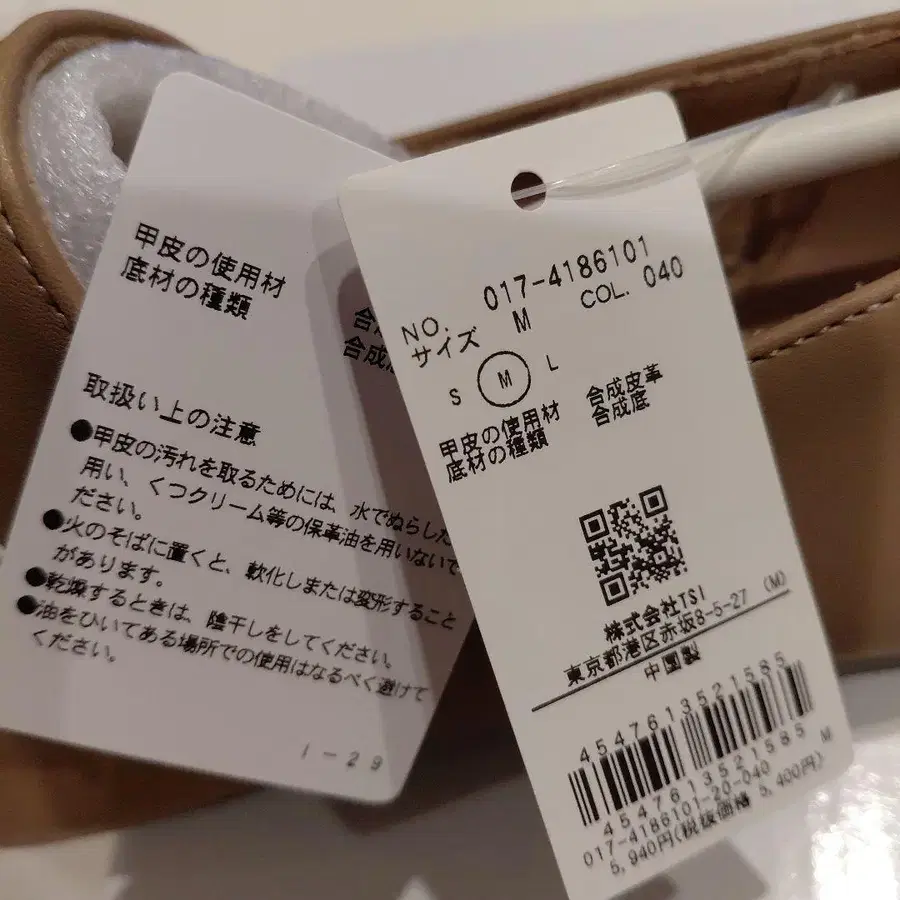 甲皮の使用材
底材の種類
合成
合成
取扱い上の注意
●甲皮の汚れを取るためには、水でぬらした
用い、くつクリーム等の保革油を用いないで
ださい。
●火のそばに置くと、軟化しまたは変形すること
があります。
●乾燥するときは、陰干しをしてください。
●油をひいてある場所での使用はなるべく避けて
ください。
1-29
NO. 017-4186101
サイズ M COL. 040
S M L
甲皮の使用材 合成皮革
底材の種類 合成底
株式会社TSI
東京都港区赤坂8-5-27 (M)
中国製
4547613521585
4547613521585 M
017-4186101-20-040
5,940円(税抜価格 5,400円)